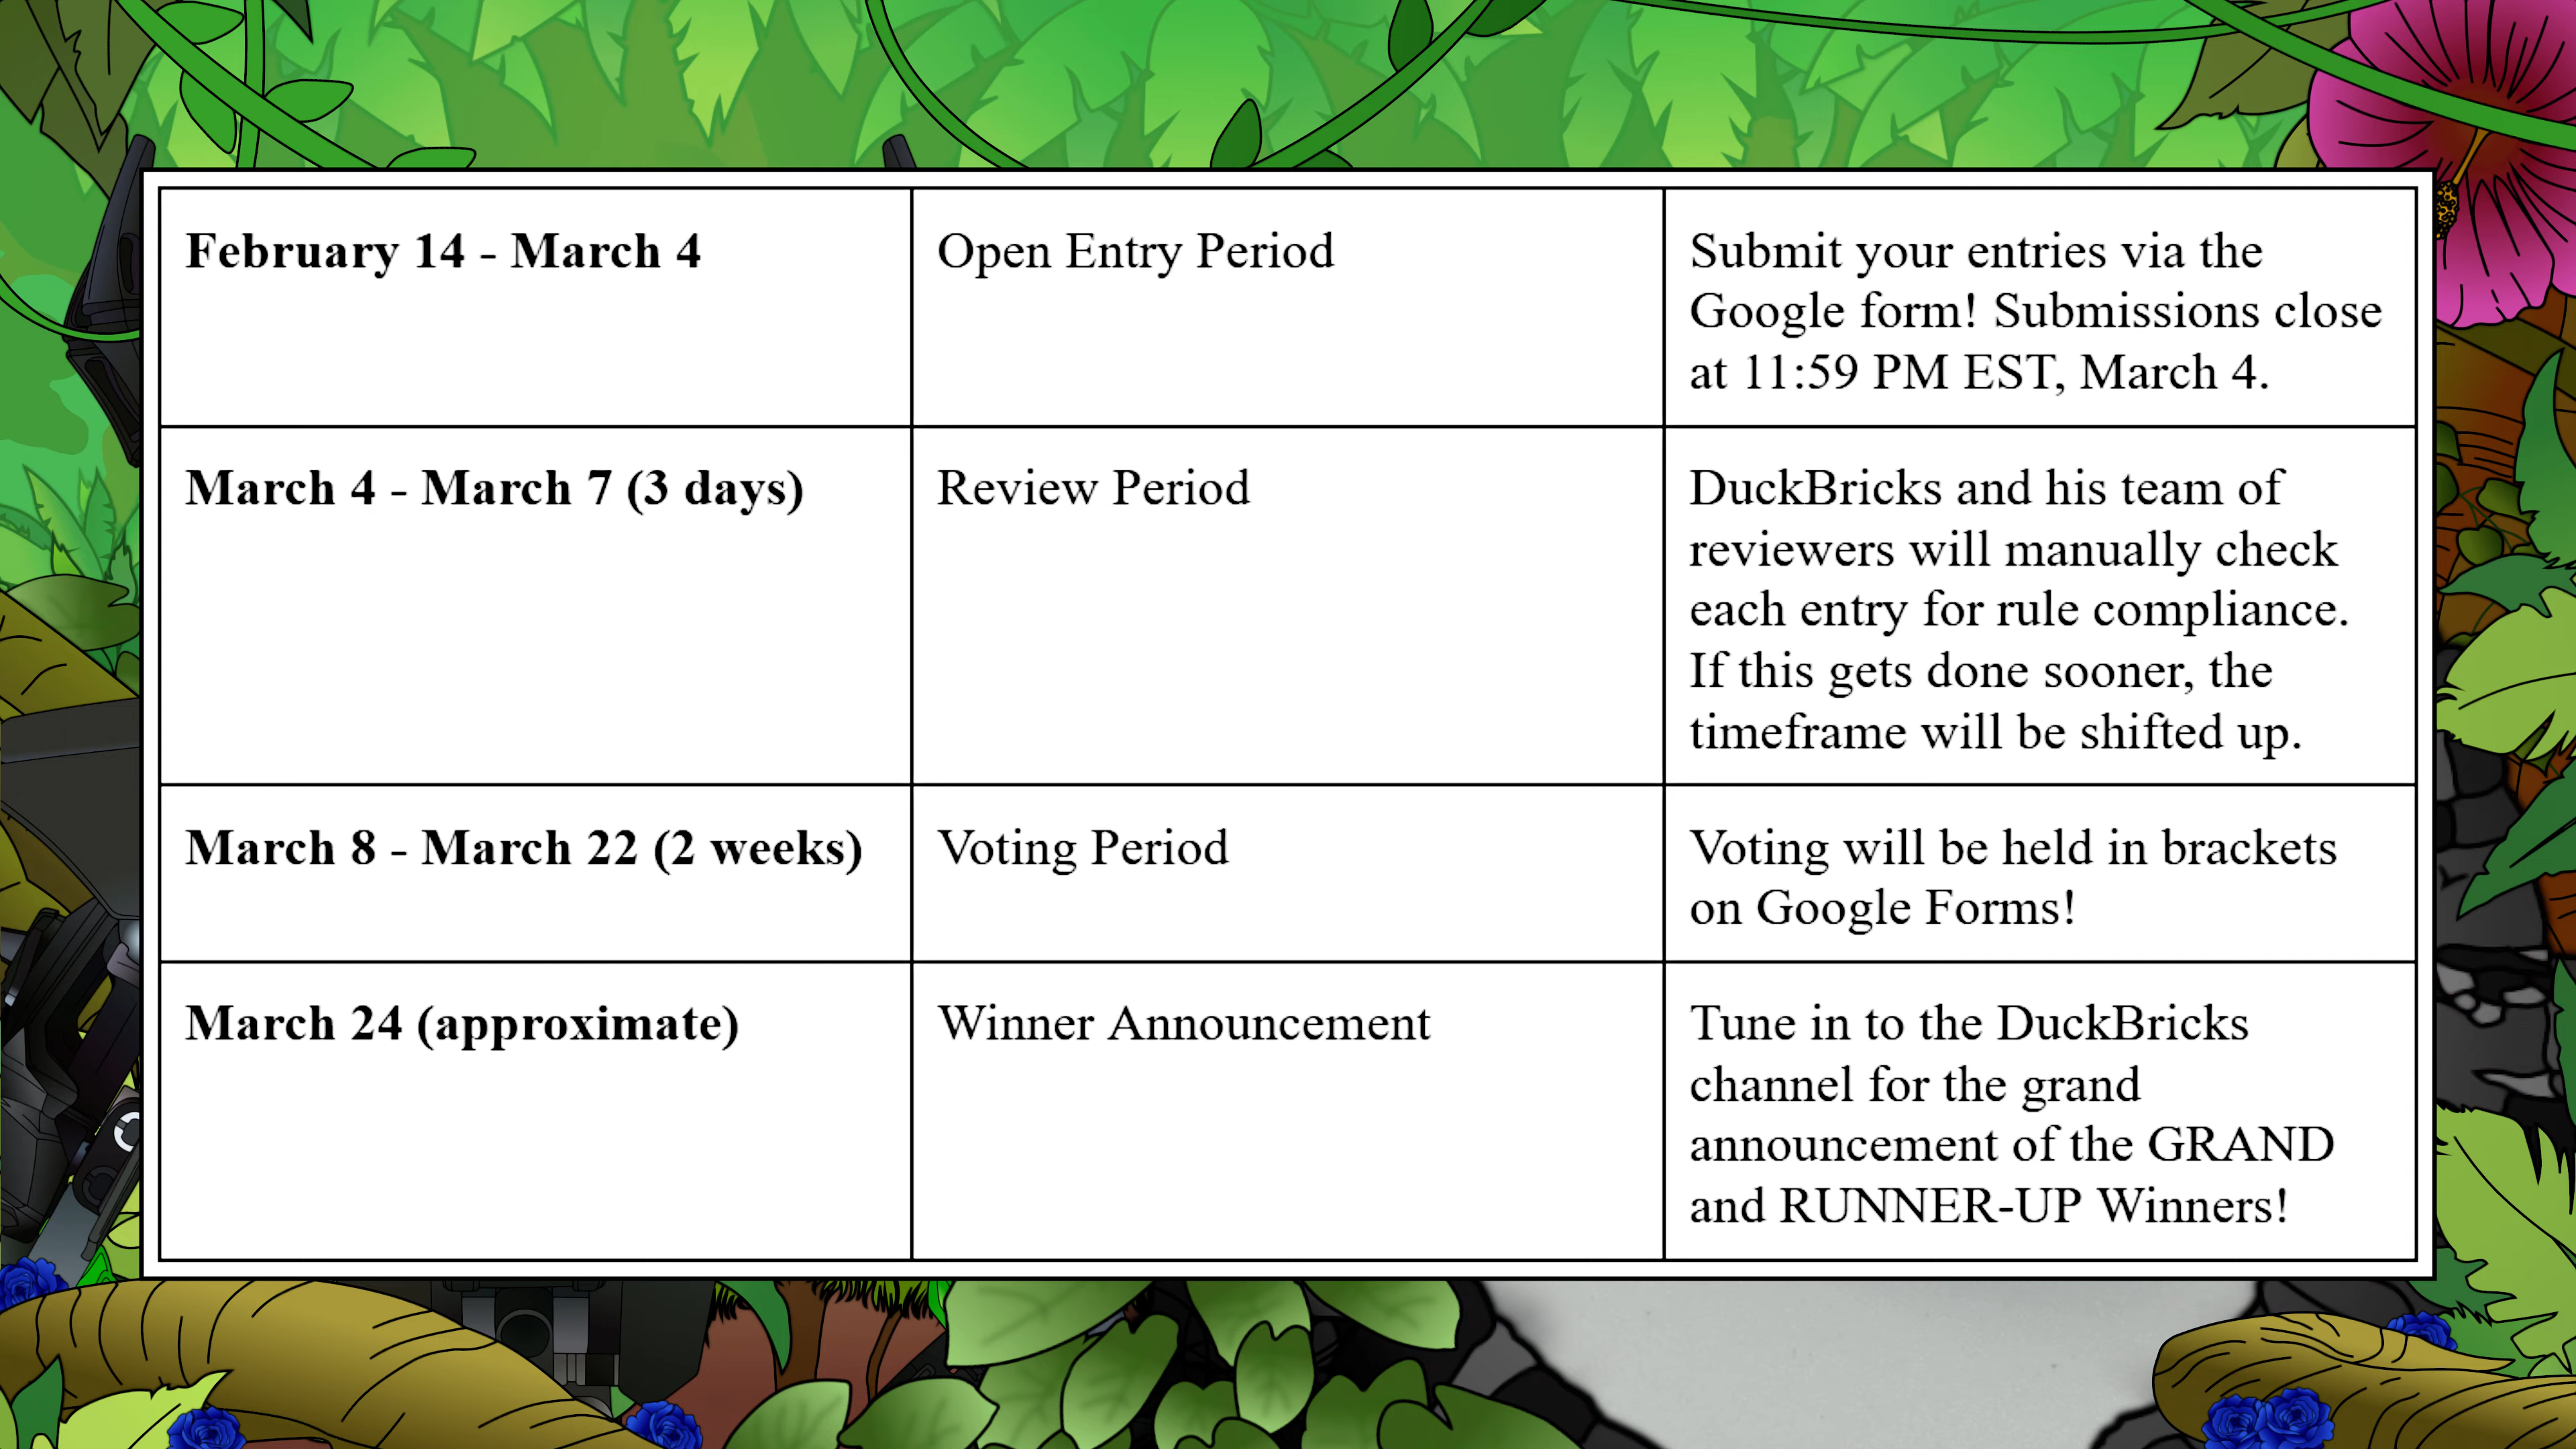 February 14 - March 4
Open Entry Period
Submit your entries via the
Google form! Submissions close
at 11:59 PM EST, March 4.
March 4 - March 7 (3 days)
Review Period
DuckBricks and his team of
reviewers will manually check
each entry for rule compliance.
If this gets done sooner, the
timeframe will be shifted up.
March 8 - March 22 (2 weeks)
Voting Period
Voting will be held in brackets
on Google Forms!
March 24 (approximate)
Winner Announcement
Tune in to the DuckBricks
channel for the grand
announcement of the GRAND
and RUNNER-UP Winners!